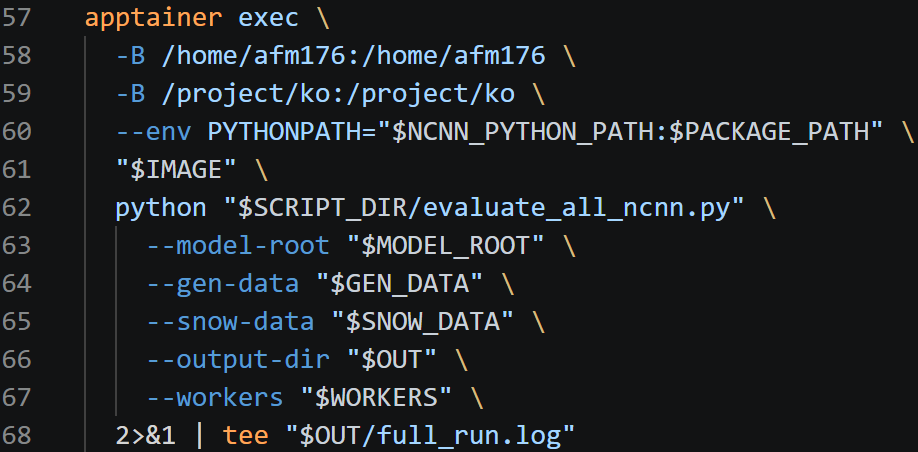 57 apptainer exec \
58 -B /home/afm176:/home/afm176 \
59 -B /project/ko:/project/ko \
60 --env PYTHONPATH="$NCNN_PYTHON_PATH:$PACKAGE_PATH" \
61 "$IMAGE" \
62 python "$SCRIPT_DIR/evaluate_all_ncnn.py" \
63 --model-root "$MODEL_ROOT" \
64 --gen-data "$GEN_DATA" \
65 --snow-data "$SNOW_DATA" \
66 --output-dir "$OUT" \
67 --workers "$WORKERS" \
68 2>&1 | tee "$OUT/full_run.log"